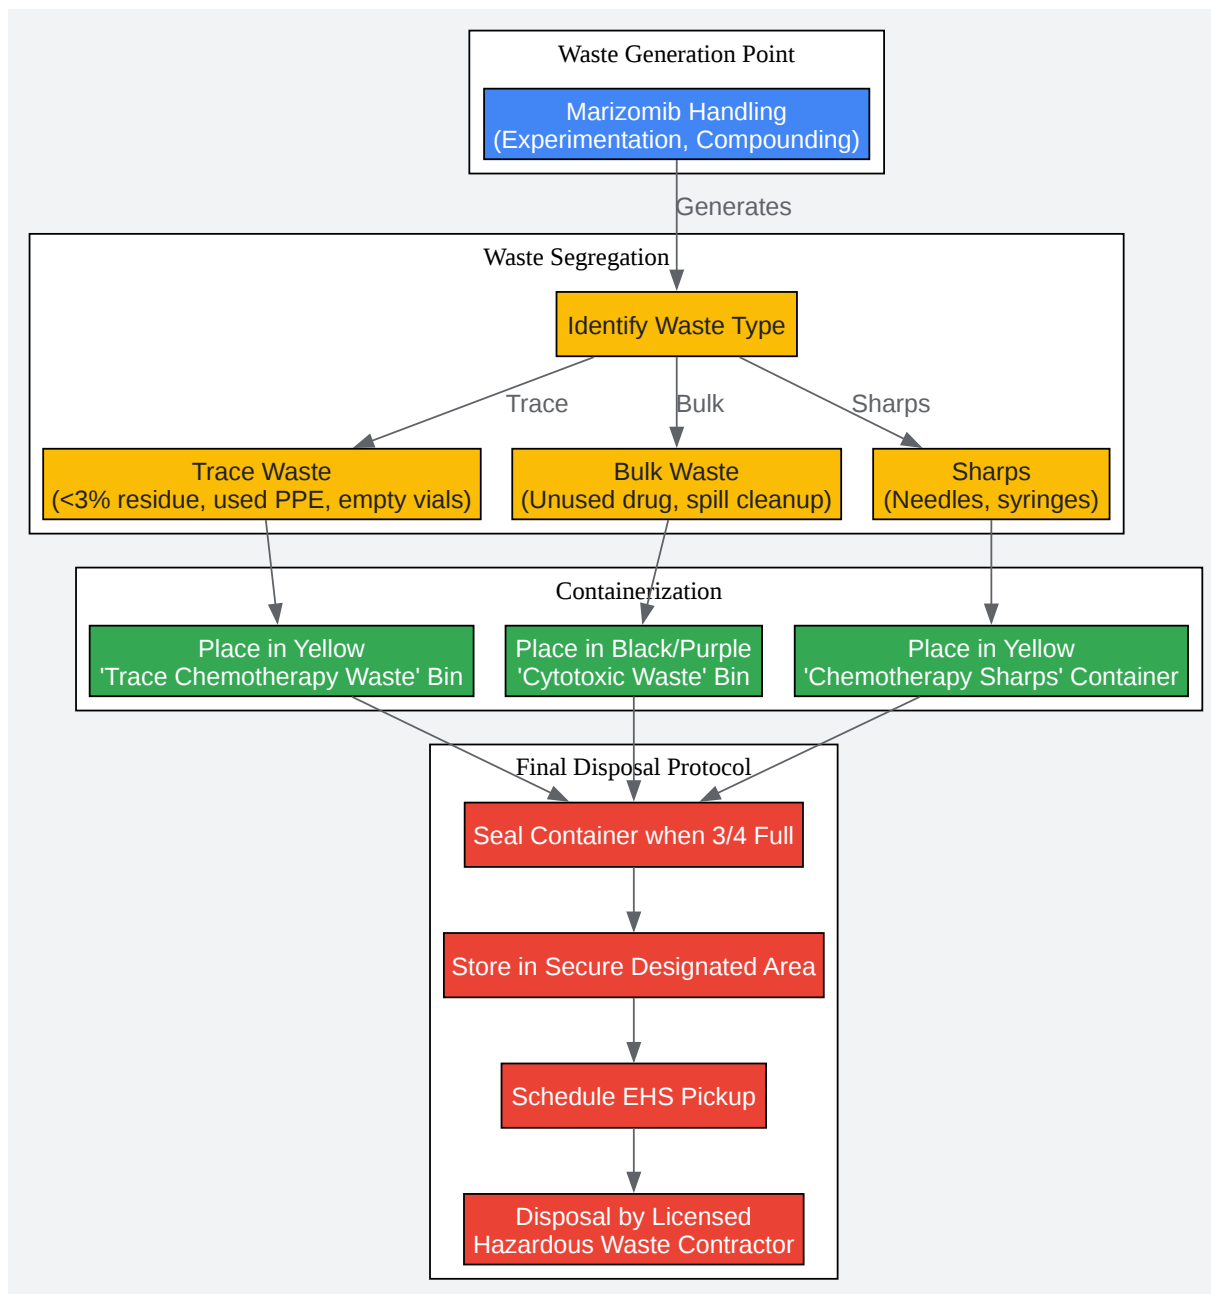 Waste Generation Point
Marizomib Handling
(Experimentation, Compounding)
Generates
Waste Segregation
Identify Waste Type
Trace
Bulk
Sharps
Trace Waste
(<3% residue, used PPE, empty vials)
Bulk Waste
(Unused drug, spill cleanup)
Sharps
(Needles, syringes)
Containerization
Place in Yellow
'Trace Chemotherapy Waste' Bin
Place in Black/Purple
'Cytotoxic Waste' Bin
Place in Yellow
'Chemotherapy Sharps' Container
Final Disposal Protocol
Seal Container when 3/4 Full
Store in Secure Designated Area
Schedule EHS Pickup
Disposal by Licensed
Hazardous Waste Contractor